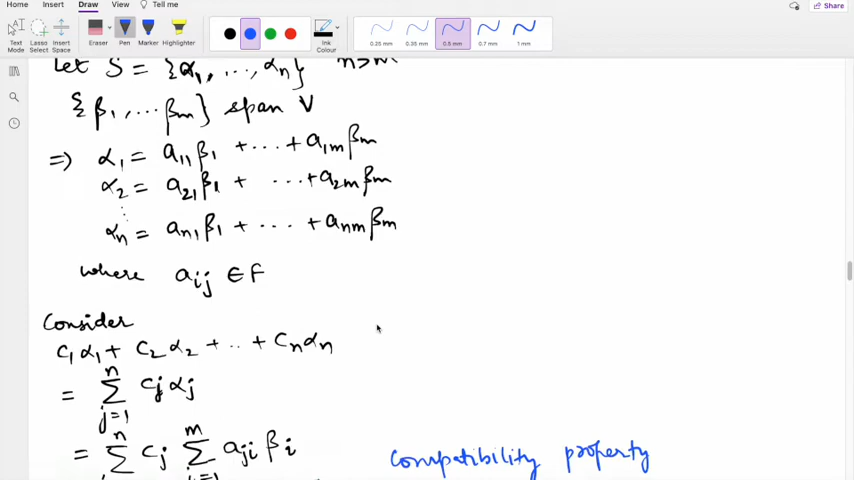 Home Insert Draw View Tell me
Share
Text Mode
Lasso Select
Insert Space
Eraser
Pen
Marker
Highlighter
Ink Colour
0.25 mm
0.35 mm
0.5 mm
0.7 mm
1 mm
Let S = {α₁, ..., αₙ} n>m
{β₁, ... βₘ} span V
=> α₁ = a₁₁β₁ + ... + a₁ₘβₘ
α₂ = a₂₁β₁ + ... + a₂ₘβₘ
⋮
αₙ = aₙ₁β₁ + ... + aₙₘβₘ
where aᵢⱼ ∈ F
Consider
c₁α₁ + c₂α₂ + .. + cₙαₙ
= ∑ⱼ₌₁ⁿ cⱼαⱼ
= ∑ⁿ cⱼ ∑ᵐ aⱼᵢ βᵢ
compatibility property